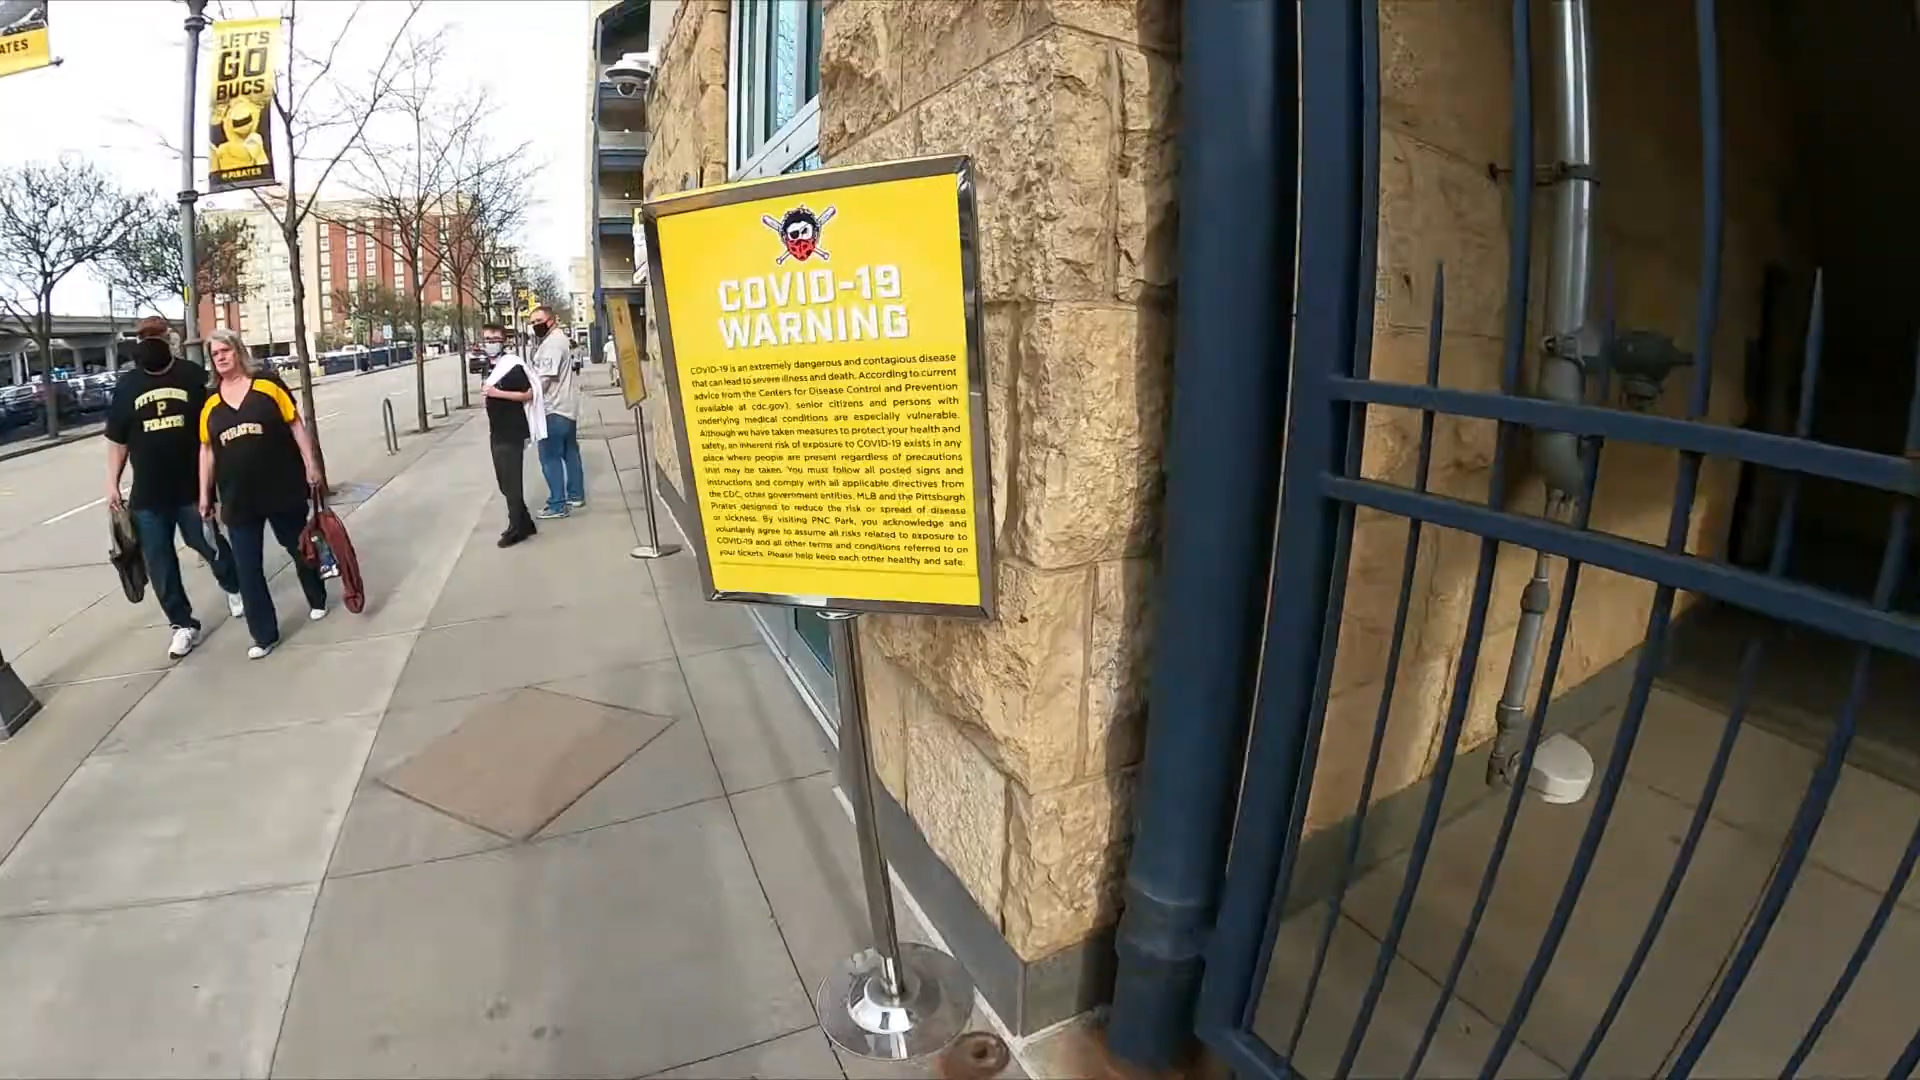 ATES
LET'S
GO
BUCS
#PIRATES
PITTSBURGH
P
PIRATES
PIRATES
COVID-19
WARNING
COVID-19 is an extremely dangerous and contagious disease
that can lead to severe illness and death. According to current
advice from the Centers for Disease Control and Prevention
(available at cdc.gov), senior citizens and persons with
underlying medical conditions are especially vulnerable.
Although we have taken measures to protect your health and
safety, an inherent risk of exposure to COVID-19 exists in any
place where people are present regardless of precautions
that may be taken. You must follow all posted signs and
instructions and comply with all applicable directives from
the CDC, other government entities, MLB and the Pittsburgh
Pirates designed to reduce the risk or spread of disease
or sickness. By visiting PNC Park, you acknowledge and
voluntarily agree to assume all risks related to exposure to
COVID-19 and all other terms and conditions referred to on
your tickets. Please help keep each other healthy and safe.